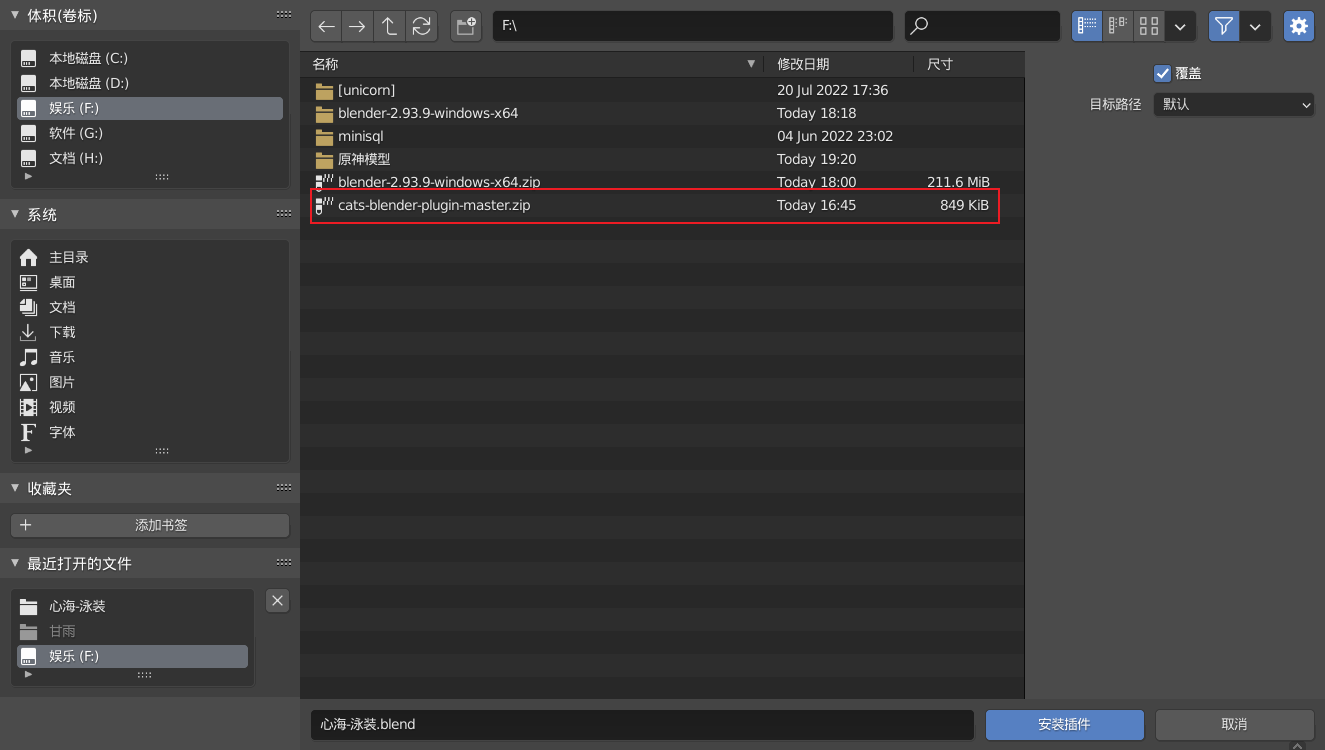 体积(卷标)
本地磁盘 (C:)
本地磁盘 (D:)
娱乐 (F:)
软件 (G:)
文档 (H:)
系统
主目录
桌面
文档
下载
音乐
图片
视频
字体
收藏夹
添加书签
最近打开的文件
心海-泳装
甘雨
娱乐 (F:)
F:\
名称 修改日期 尺寸
[unicorn] 20 Jul 2022 17:36
blender-2.93.9-windows-x64 Today 18:18
minisql 04 Jun 2022 23:02
原神模型 Today 19:20
blender-2.93.9-windows-x64.zip Today 18:00 211.6 MiB
cats-blender-plugin-master.zip Today 16:45 849 KiB
覆盖
目标路径 默认
心海-泳装.blend
安装插件
取消